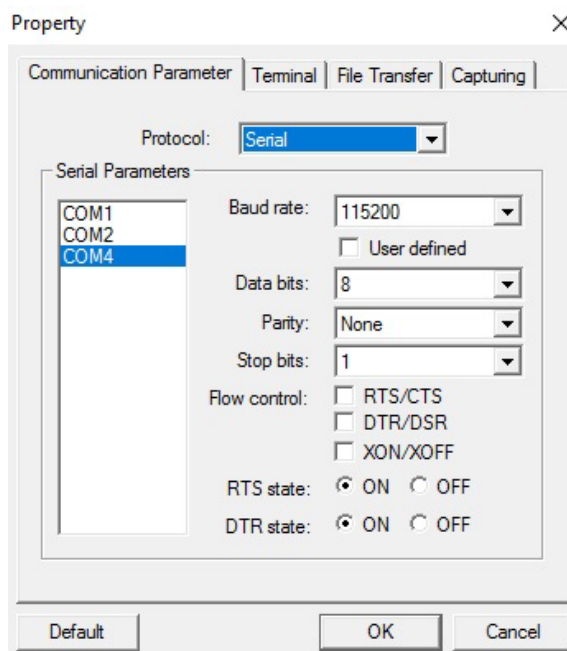 Property
Communication Parameter Terminal File Transfer Capturing
Protocol: Serial
Serial Parameters
COM1
COM2
COM4
Baud rate: 115200
User defined
Data bits: 8
Parity: None
Stop bits: 1
Flow control: RTS/CTS
DTR/DSR
XON/XOFF
RTS state: ON OFF
DTR state: ON OFF
Default OK Cancel